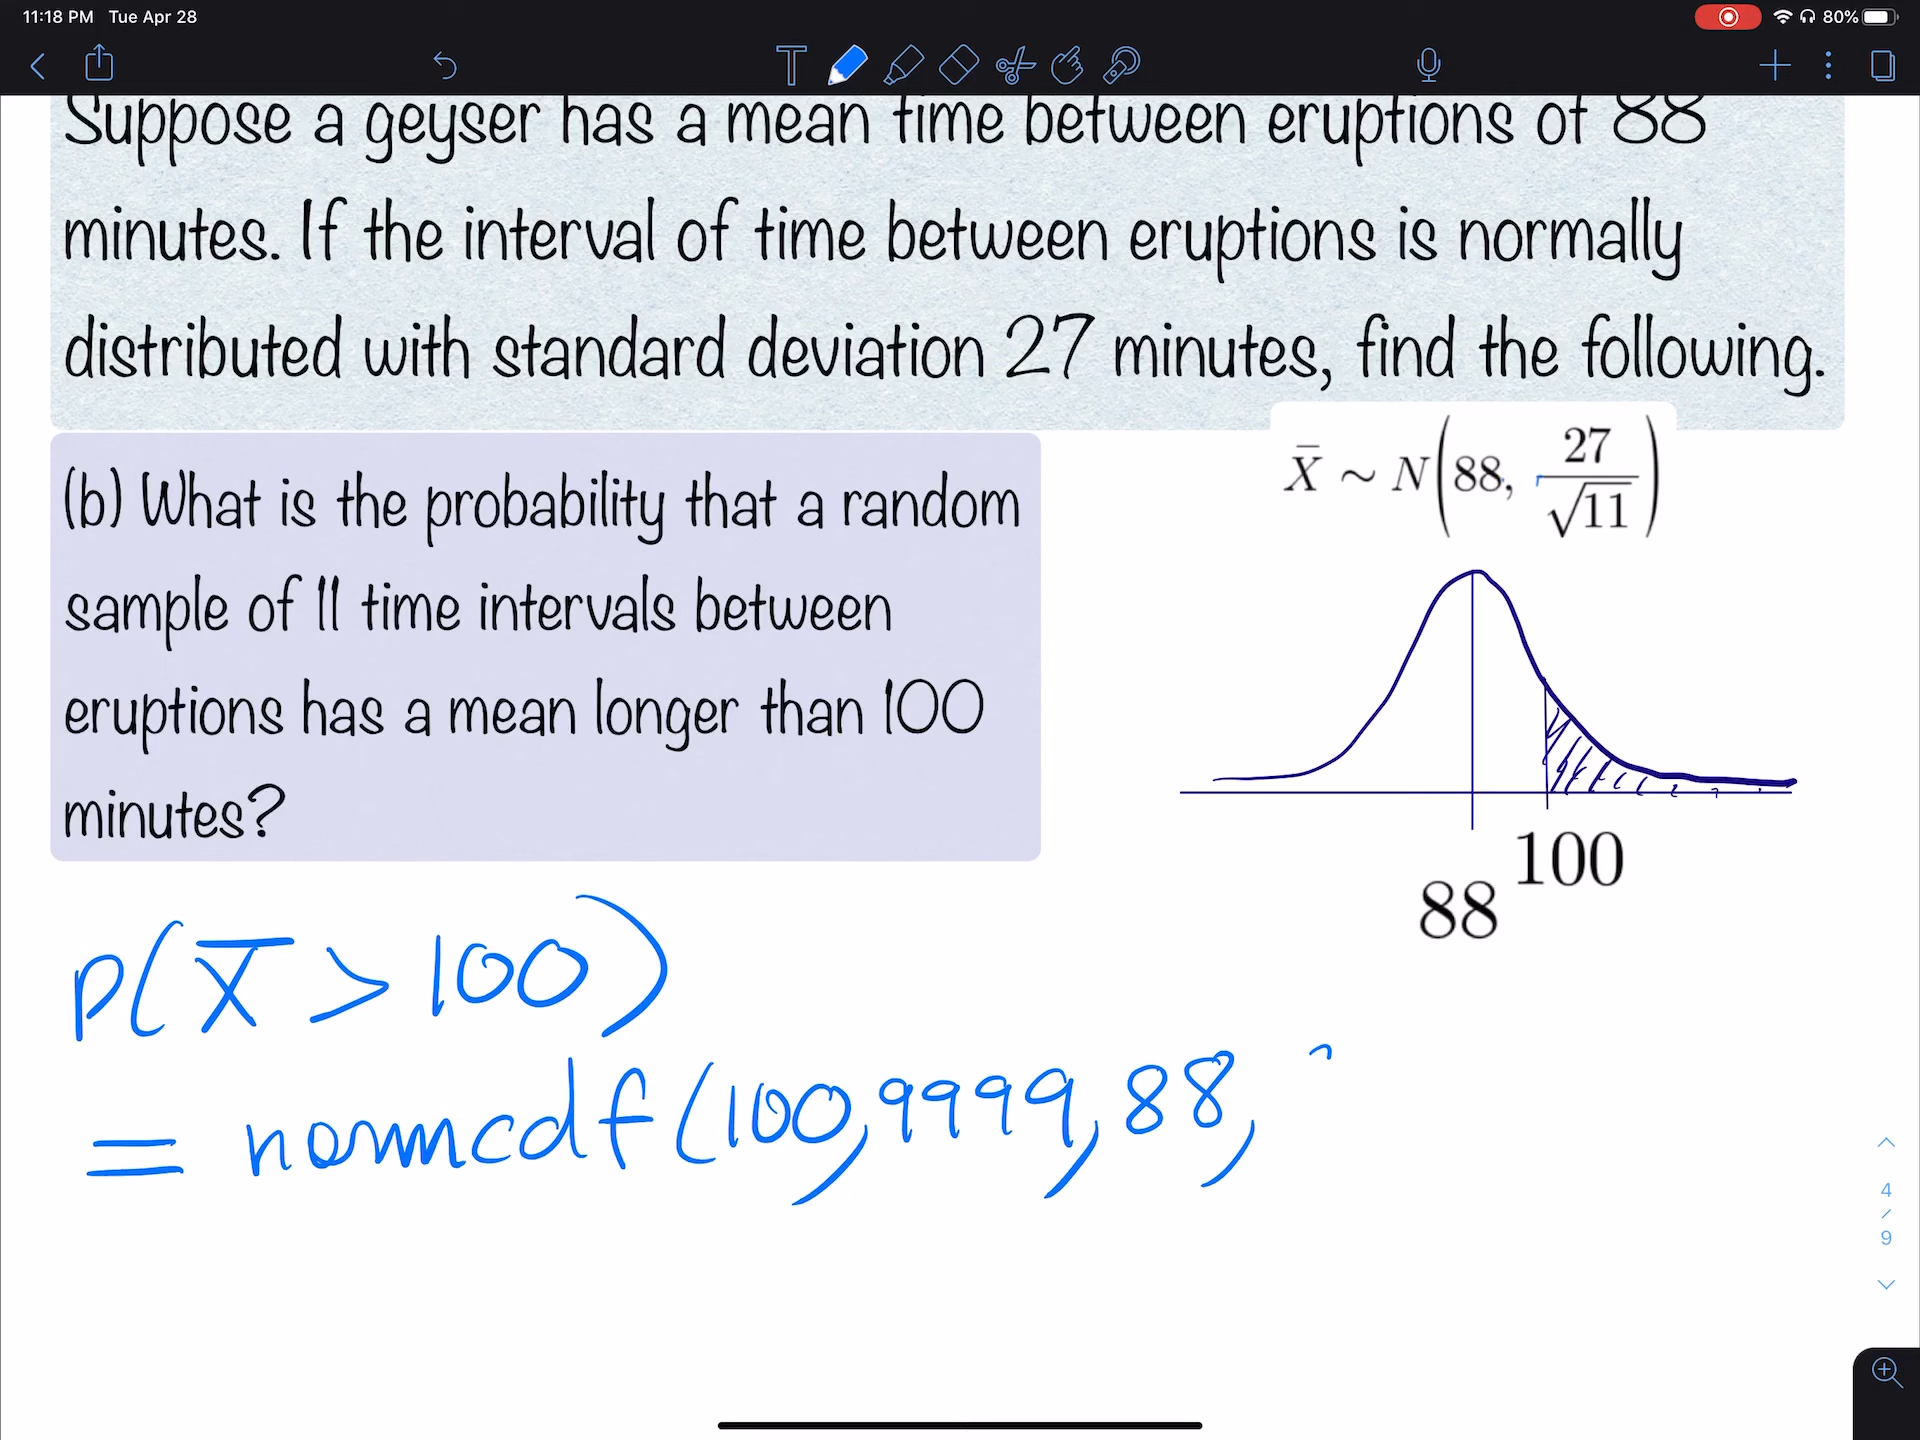 11:18 PM Tue Apr 28
80%
T
Suppose a geyser has a mean time between eruptions of 88
minutes. If the interval of time between eruptions is normally
distributed with standard deviation 27 minutes, find the following.
(b) What is the probability that a random
sample of 11 time intervals between
eruptions has a mean longer than 100
minutes?
X̄ ~ N(88, 27/√11)
100
88
P(X̄ > 100)
= normcdf(100,9999,88,
4
/
9